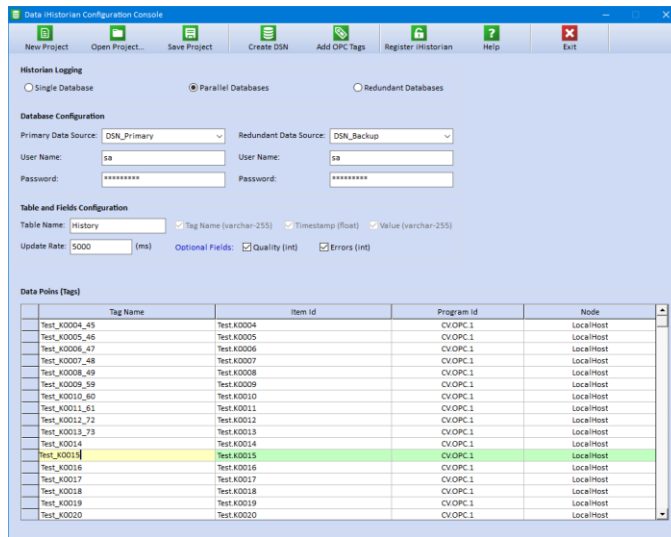 Data iHistorian Configuration Console
New Project Open Project... Save Project Create DSN Add OPC Tags Register iHistorian Help Exit
Historian Logging
Single Database Parallel Databases Redundant Databases
Database Configuration
Primary Data Source: DSN_Primary Redundant Data Source: DSN_Backup
User Name: sa User Name: sa
Password: ********* Password: *********
Table and Fields Configuration
Table Name: History Tag Name (varchar-255) Timestamp (float) Value (varchar-255)
Update Rate: 5000 (ms) Optional Fields: Quality (int) Errors (int)
Data Poins (Tags)
Tag Name Item Id Program Id Node
Test_K0004_45 Test.K0004 CV.OPC.1 LocalHost
Test_K0005_46 Test.K0005 CV.OPC.1 LocalHost
Test_K0006_47 Test.K0006 CV.OPC.1 LocalHost
Test_K0007_48 Test.K0007 CV.OPC.1 LocalHost
Test_K0008_49 Test.K0008 CV.OPC.1 LocalHost
Test_K0009_59 Test.K0009 CV.OPC.1 LocalHost
Test_K0010_60 Test.K0010 CV.OPC.1 LocalHost
Test_K0011_61 Test.K0011 CV.OPC.1 LocalHost
Test_K0012_72 Test.K0012 CV.OPC.1 LocalHost
Test_K0013_73 Test.K0013 CV.OPC.1 LocalHost
Test_K0014 Test.K0014 CV.OPC.1 LocalHost
Test_K0015 Test.K0015 CV.OPC.1 LocalHost
Test_K0016 Test.K0016 CV.OPC.1 LocalHost
Test_K0017 Test.K0017 CV.OPC.1 LocalHost
Test_K0018 Test.K0018 CV.OPC.1 LocalHost
Test_K0019 Test.K0019 CV.OPC.1 LocalHost
Test_K0020 Test.K0020 CV.OPC.1 LocalHost